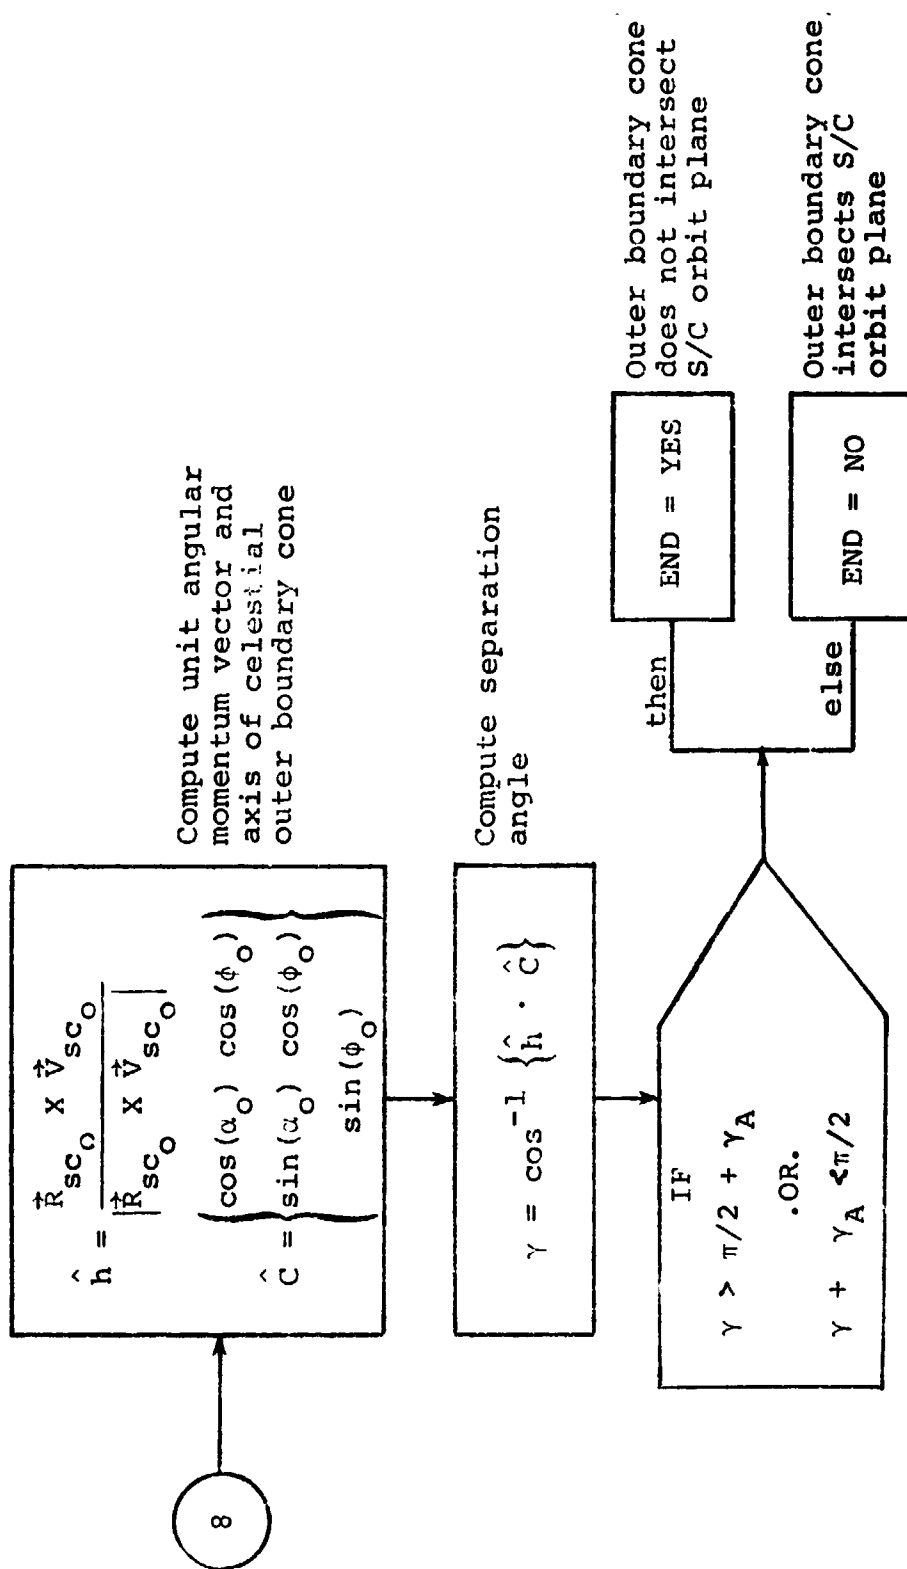 8
ĥ = R⃗sc₀ X V⃗sc₀ / |R⃗sc₀ X V⃗sc₀|
Ĉ = { cos(α₀) cos(φ₀)
sin(α₀) cos(φ₀)
sin(φ₀) }
Compute unit angular
momentum vector and
axis of celestial
outer boundary cone
γ = cos⁻¹ {ĥ · Ĉ}
Compute separation
angle
IF
γ > π/2 + γ_A
.OR.
γ + γ_A <π/2
then
END = YES
Outer boundary cone
does not intersect
S/C orbit plane
else
END = NO
Outer boundary cone
intersects S/C
orbit plane